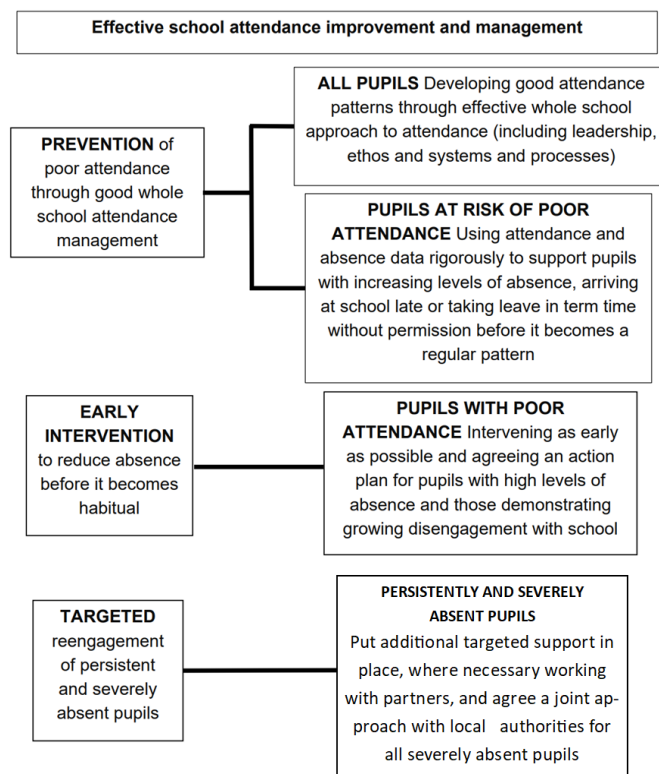 Effective school attendance improvement and management
PREVENTION of
poor attendance
through good whole
school attendance
management
ALL PUPILS Developing good attendance
patterns through effective whole school
approach to attendance (including leadership,
ethos and systems and processes)
PUPILS AT RISK OF POOR
ATTENDANCE Using attendance and
absence data rigorously to support pupils
with increasing levels of absence, arriving
at school late or taking leave in term time
without permission before it becomes a
regular pattern
EARLY
INTERVENTION
to reduce absence
before it becomes
habitual
PUPILS WITH POOR
ATTENDANCE Intervening as early
as possible and agreeing an action
plan for pupils with high levels of
absence and those demonstrating
growing disengagement with school
TARGETED
reengagement
of persistent
and severely
absent pupils
PERSISTENTLY AND SEVERELY
ABSENT PUPILS
Put additional targeted support in
place, where necessary working
with partners, and agree a joint ap-
proach with local authorities for
all severely absent pupils